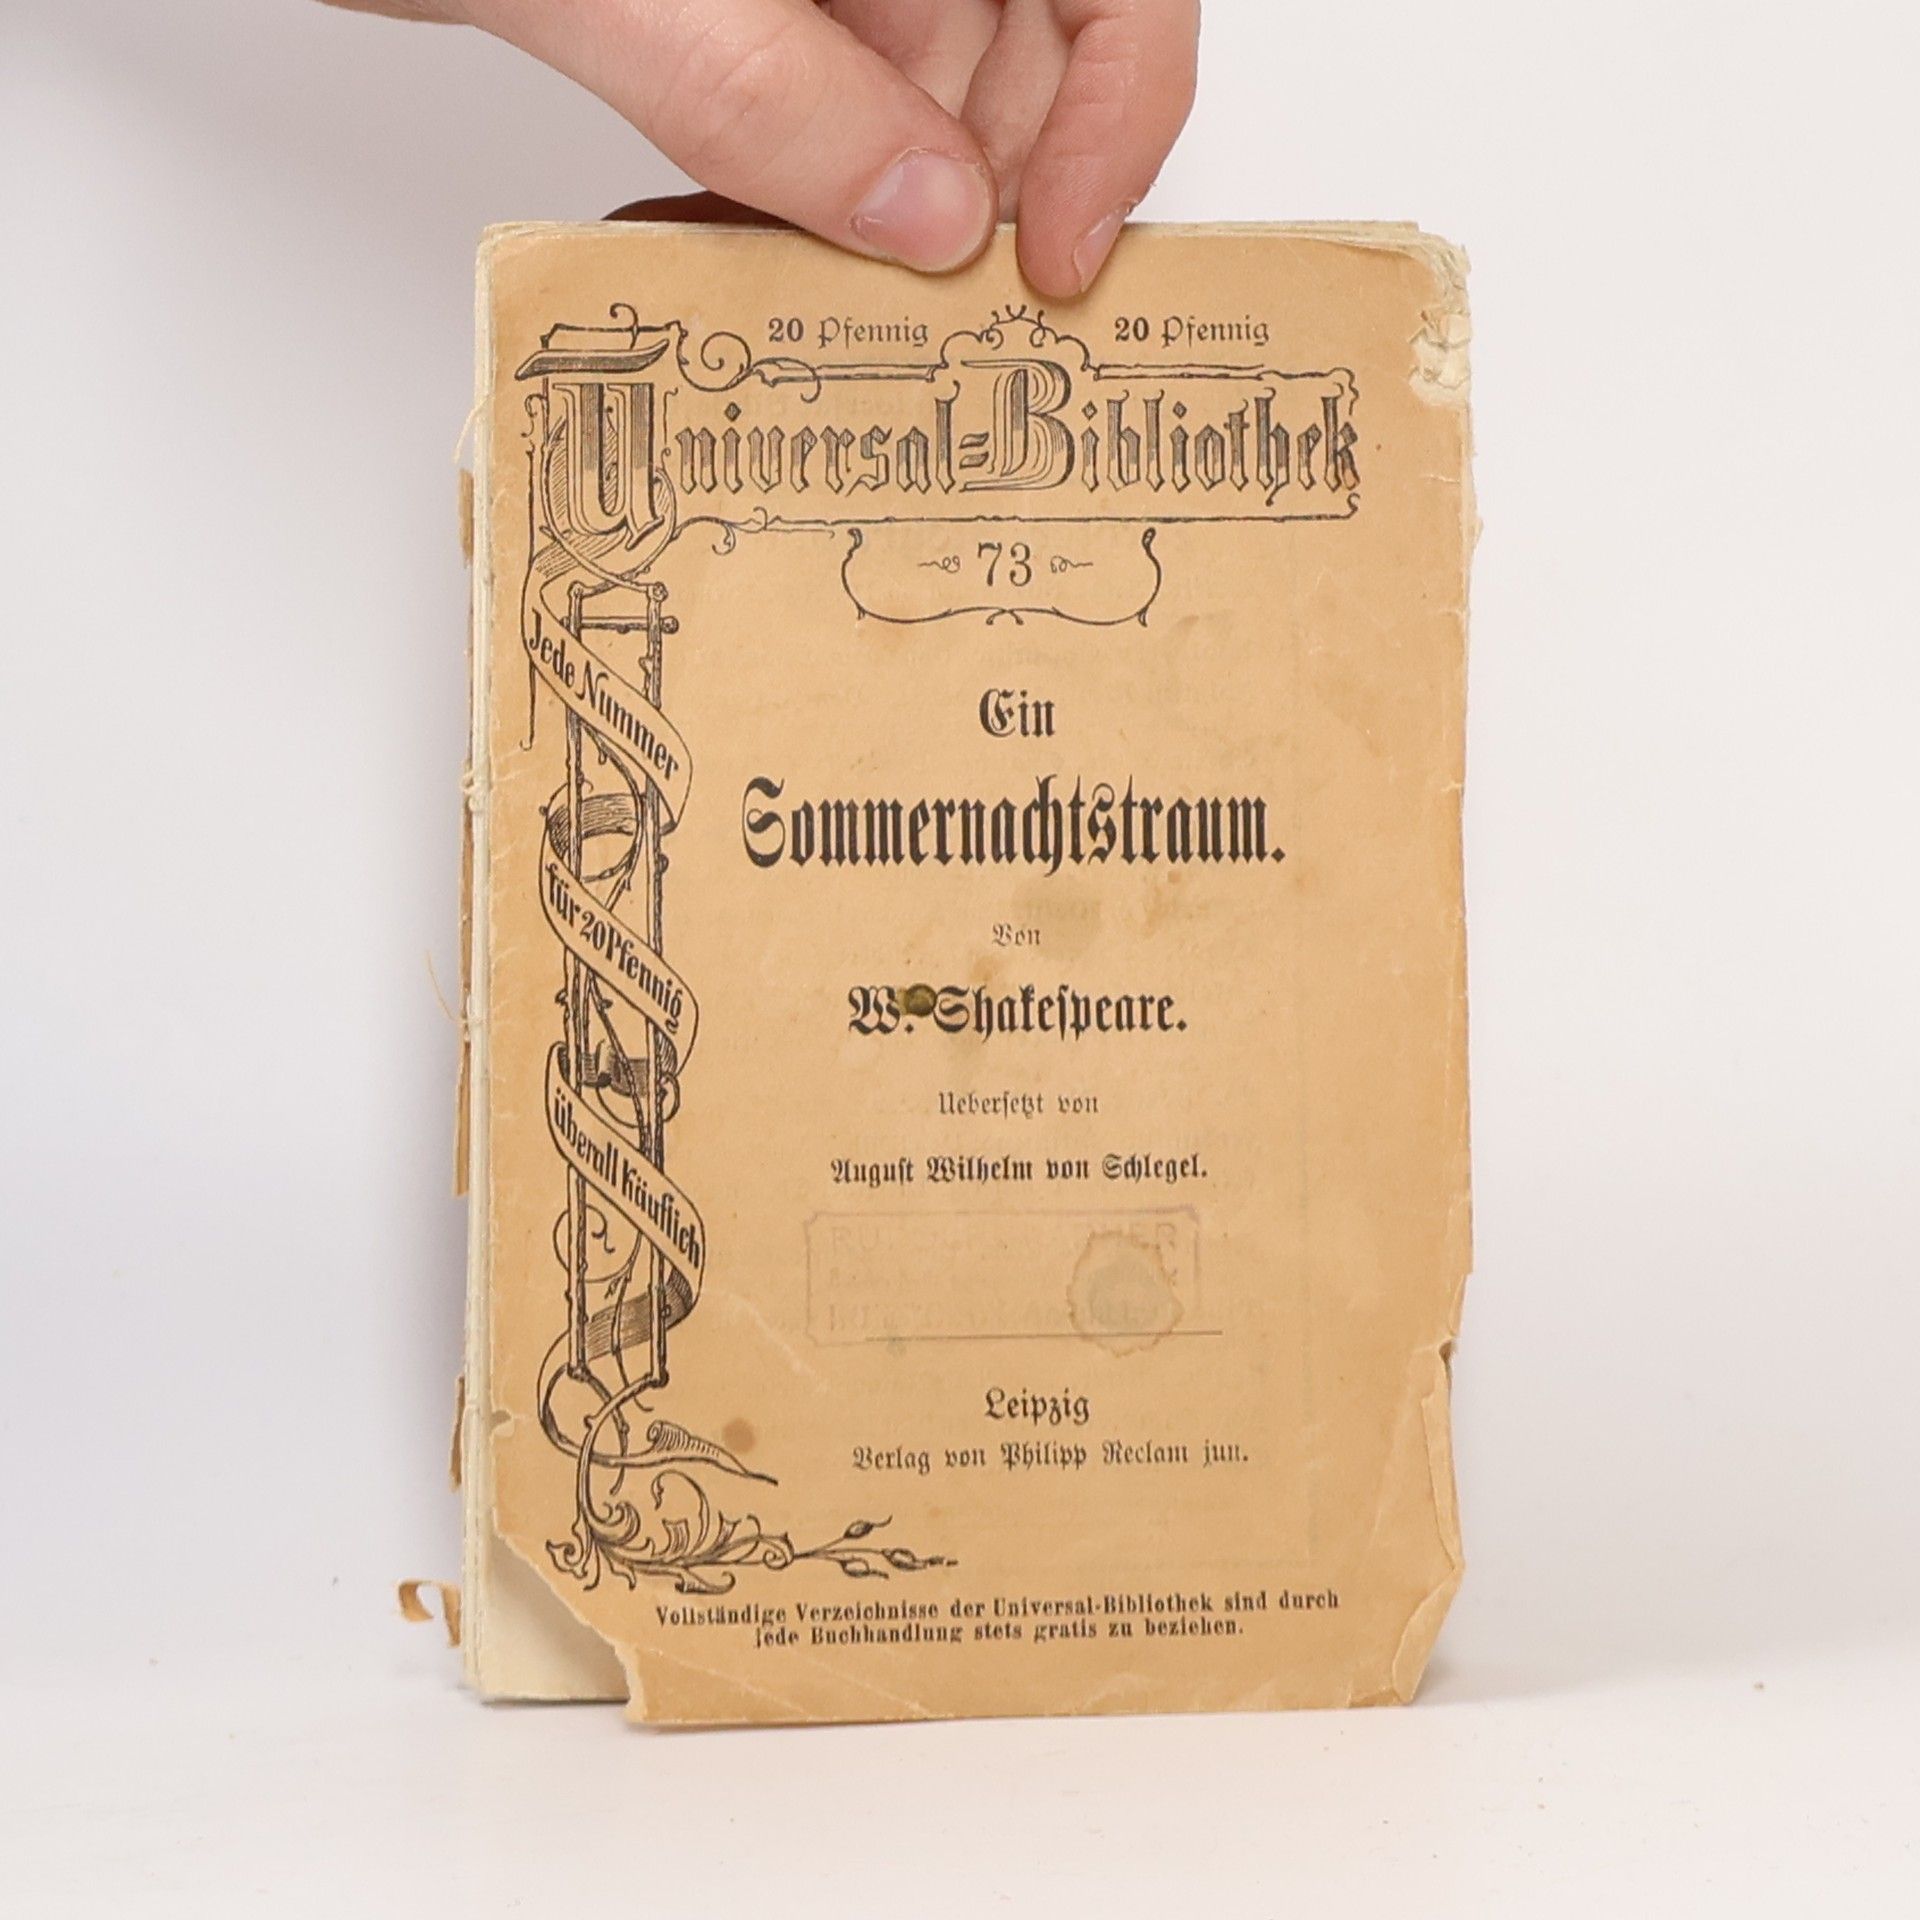 20 Pfennig 20 Pfennig
Universal-Bibliothek
73
Jede Nummer
für 20 Pfennig
überall käuflich
Ein
Sommernachtstraum.
Von
W. Shakespeare.
Uebersetzt von
August Wilhelm von Schlegel.
Leipzig
Verlag von Philipp Reclam jun.
Vollständige Verzeichnisse der Universal-Bibliothek sind durch
jede Buchhandlung stets gratis zu beziehen.